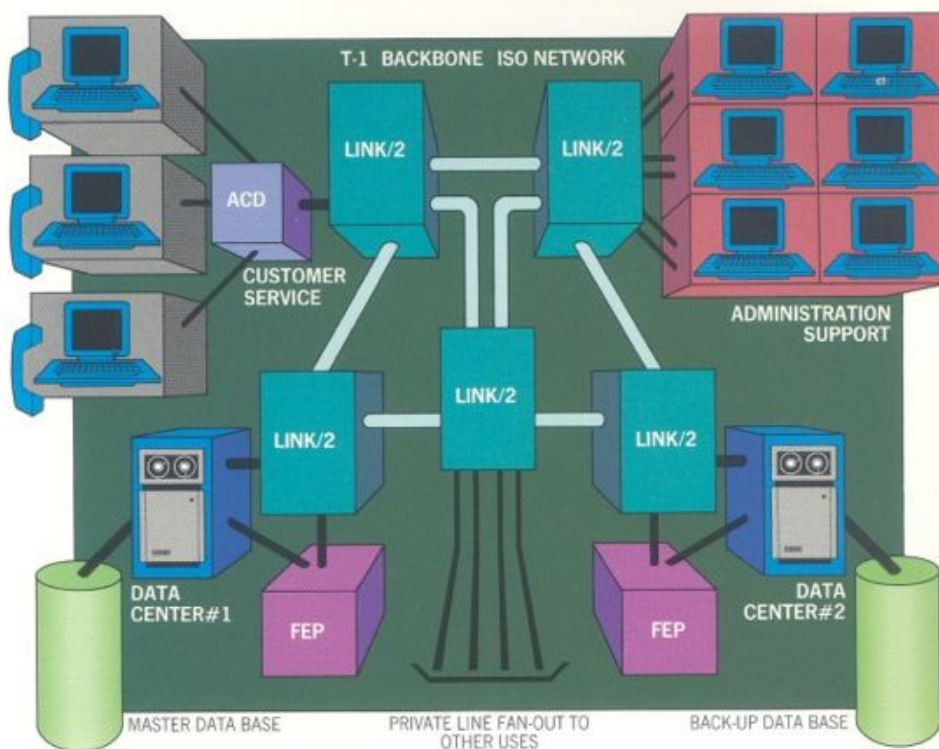 T-1 BACKBONE ISO NETWORK
LINK/2
LINK/2
ACD
CUSTOMER
SERVICE
ADMINISTRATION
SUPPORT
LINK/2
LINK/2
LINK/2
DATA
CENTER#1
FEP
FEP
DATA
CENTER#2
MASTER DATA BASE
PRIVATE LINE FAN-OUT TO
OTHER USES
BACK-UP DATA BASE